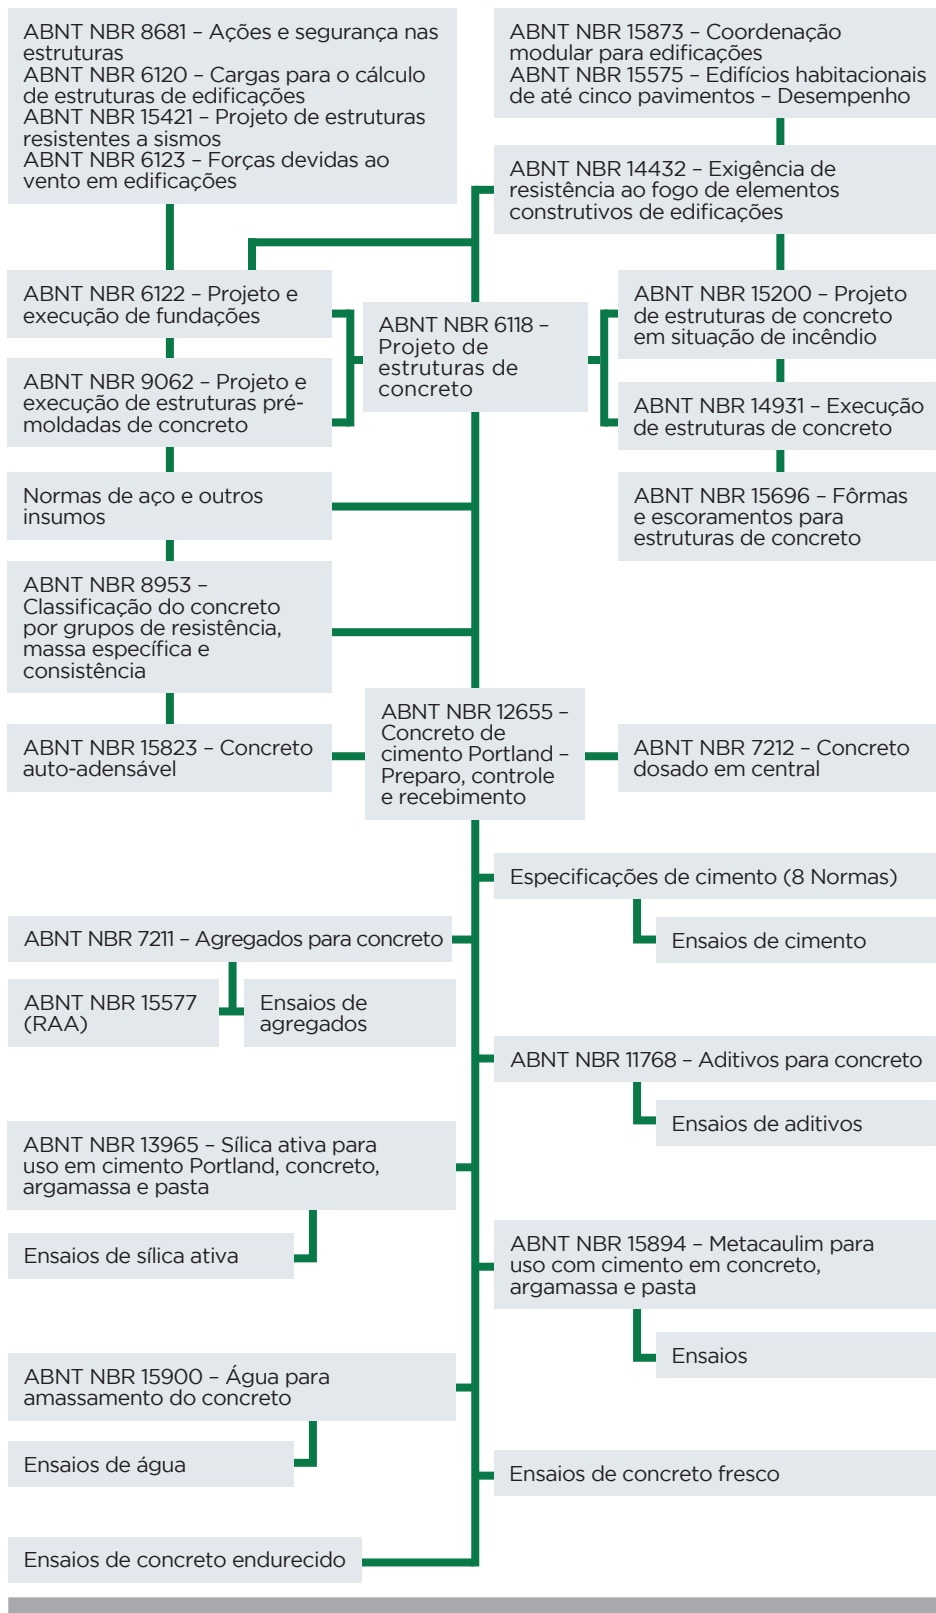 ABNT NBR 8681 – Ações e segurança nas
estruturas
ABNT NBR 6120 – Cargas para o cálculo
de estruturas de edificações
ABNT NBR 15421 – Projeto de estruturas
resistentes a sismos
ABNT NBR 6123 – Forças devidas ao
vento em edificações
ABNT NBR 15873 – Coordenação
modular para edificações
ABNT NBR 15575 – Edifícios habitacionais
de até cinco pavimentos – Desempenho
ABNT NBR 14432 – Exigência de
resistência ao fogo de elementos
construtivos de edificações
ABNT NBR 6122 – Projeto e
execução de fundações
ABNT NBR 6118 –
Projeto de
estruturas de
concreto
ABNT NBR 15200 – Projeto
de estruturas de concreto
em situação de incêndio
ABNT NBR 9062 – Projeto e
execução de estruturas pré-
moldadas de concreto
ABNT NBR 14931 – Execução
de estruturas de concreto
Normas de aço e outros
insumos
ABNT NBR 15696 – Fôrmas
e escoramentos para
estruturas de concreto
ABNT NBR 8953 –
Classificação do concreto
por grupos de resistência,
massa específica e
consistência
ABNT NBR 15823 – Concreto
auto-adensável
ABNT NBR 12655 –
Concreto de
cimento Portland –
Preparo, controle
e recebimento
ABNT NBR 7212 – Concreto
dosado em central
Especificações de cimento (8 Normas)
Ensaios de cimento
ABNT NBR 7211 – Agregados para concreto
ABNT NBR 15577
(RAA)
Ensaios de
agregados
ABNT NBR 11768 – Aditivos para concreto
Ensaios de aditivos
ABNT NBR 13965 – Sílica ativa para
uso em cimento Portland, concreto,
argamassa e pasta
Ensaios de sílica ativa
ABNT NBR 15894 – Metacaulim para
uso com cimento em concreto,
argamassa e pasta
Ensaios
ABNT NBR 15900 – Água para
amassamento do concreto
Ensaios de água
Ensaios de concreto fresco
Ensaios de concreto endurecido